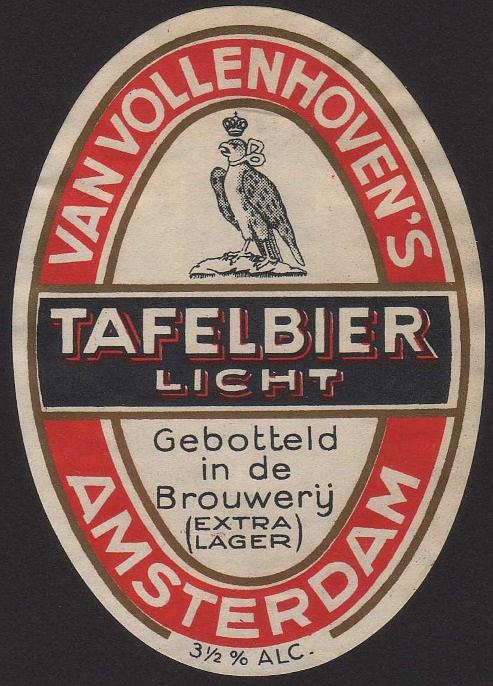 VAN VOLLENHOVEN'S
TAFELBIER
LICHT
Gebotteld
in de
Brouwerij
(EXTRA
LAGER)
AMSTERDAM
3½ % ALC.